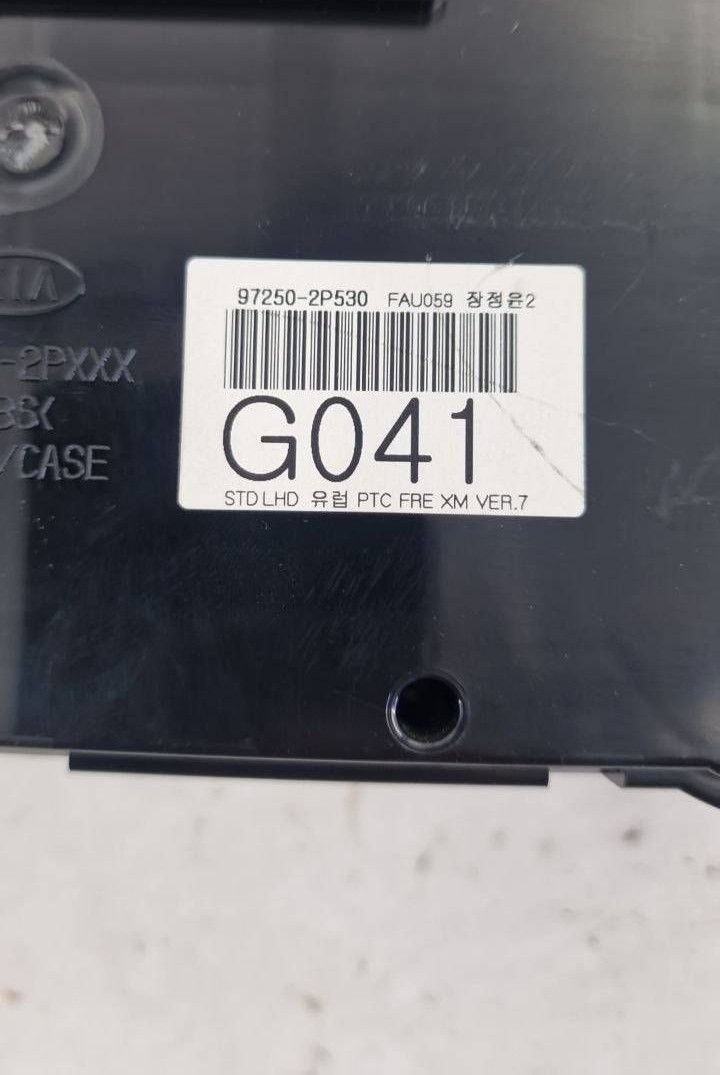 97250-2P530 FAU059 장정윤2
G041
STD LHD 유럽 PTC FRE XM VER.7
KIA
-2PXXX
/CASE